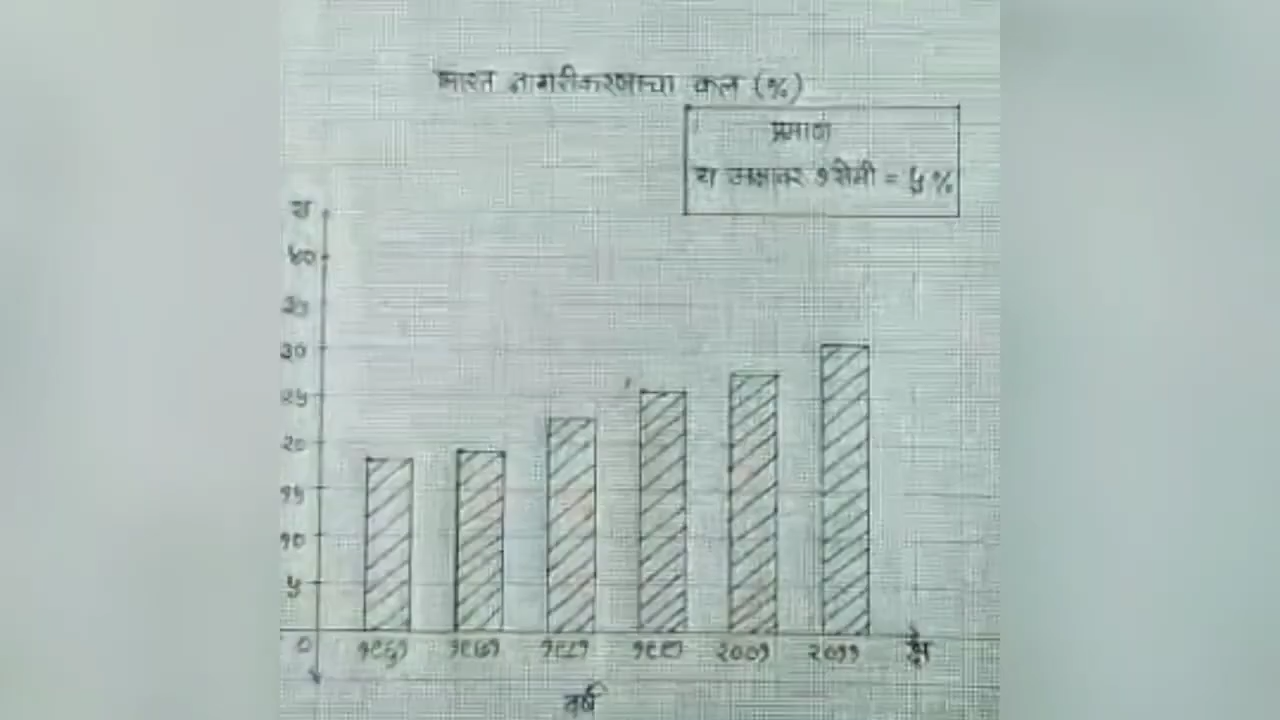 भारत नागरीकरणाचा कल (%)
प्रमाण
य अक्षावर १ सेमी = ५%
य
४०
३५
३०
२५
२०
१५
१०
५
०
१९६१ १९७१ १९८१ १९९१ २००१ २०११ क्ष
वर्ष